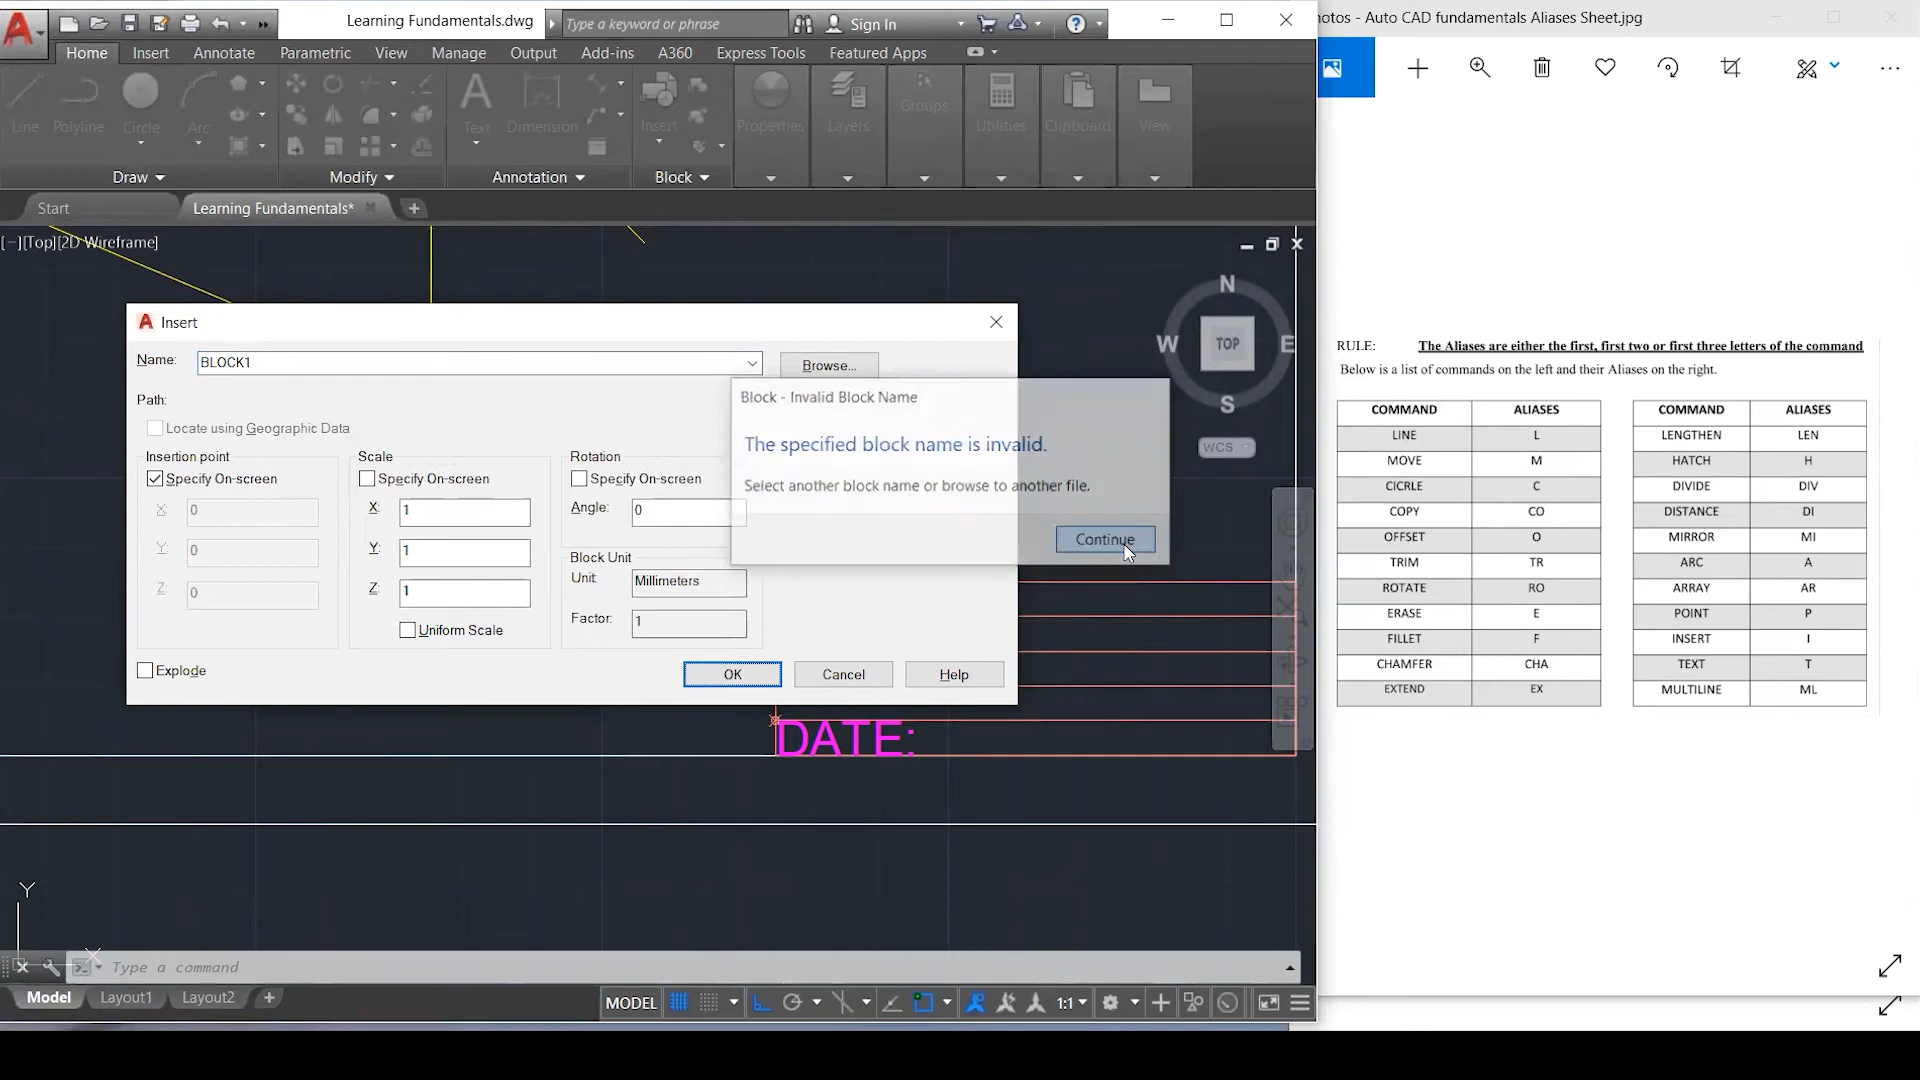 Learning Fundamentals.dwg
Type a keyword or phrase
Sign In
Home Insert Annotate Parametric View Manage Output Add-ins A360 Express Tools Featured Apps
Line Polyline Circle Arc Text Dimension Insert Properties Layers Groups Utilities Clipboard View
Draw Modify Annotation Block
Start Learning Fundamentals*
[−][Top][2D Wireframe]
N
W TOP E
S
WCS
Insert
Name: BLOCK1 Browse...
Path:
Locate using Geographic Data
Insertion point
Specify On-screen
X: 0
Y: 0
Z: 0
Scale
Specify On-screen
X: 1
Y: 1
Z: 1
Uniform Scale
Rotation
Specify On-screen
Angle: 0
Block Unit
Unit: Millimeters
Factor: 1
Explode
OK Cancel Help
Block - Invalid Block Name
The specified block name is invalid.
Select another block name or browse to another file.
Continue
DATE:
Y
X
Type a command
Model Layout1 Layout2
MODEL 1:1
hotos - Auto CAD fundamentals Aliases Sheet.jpg
RULE: The Aliases are either the first, first two or first three letters of the command
Below is a list of commands on the left and their Aliases on the right.
COMMAND ALIASES
LINE L
MOVE M
CICRLE C
COPY CO
OFFSET O
TRIM TR
ROTATE RO
ERASE E
FILLET F
CHAMFER CHA
EXTEND EX
COMMAND ALIASES
LENGTHEN LEN
HATCH H
DIVIDE DIV
DISTANCE DI
MIRROR MI
ARC A
ARRAY AR
POINT P
INSERT I
TEXT T
MULTILINE ML